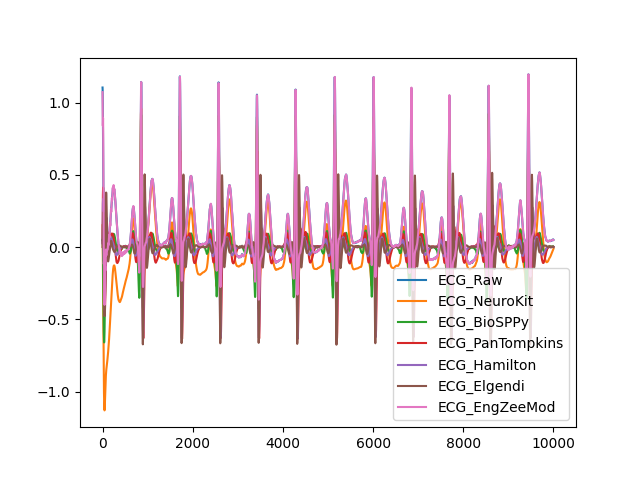 1.0
0.5
0.0
−0.5
−1.0
ECG_Raw
ECG_NeuroKit
ECG_BioSPPy
ECG_PanTompkins
ECG_Hamilton
ECG_Elgendi
ECG_EngZeeMod
0 2000 4000 6000 8000 10000